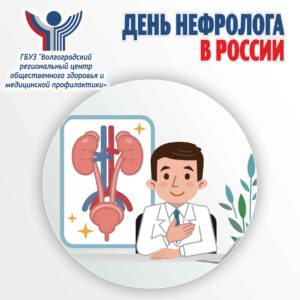 ДЕНЬ НЕФРОЛОГА
В РОССИИ
ГБУЗ "Волгоградский
региональный центр
общественного здоровья и
медицинской профилактики»